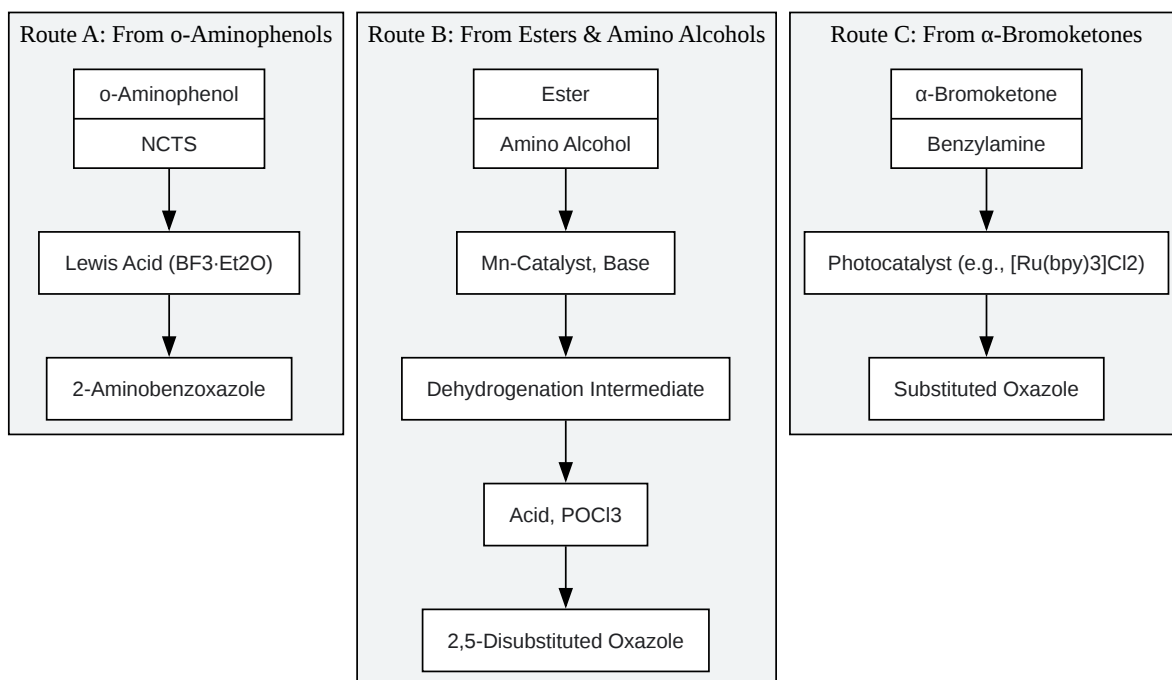 Route A: From o-Aminophenols
o-Aminophenol
NCTS
Lewis Acid (BF3·Et2O)
2-Aminobenzoxazole
Route B: From Esters & Amino Alcohols
Ester
Amino Alcohol
Mn-Catalyst, Base
Dehydrogenation Intermediate
Acid, POCl3
2,5-Disubstituted Oxazole
Route C: From α-Bromoketones
α-Bromoketone
Benzylamine
Photocatalyst (e.g., [Ru(bpy)3]Cl2)
Substituted Oxazole